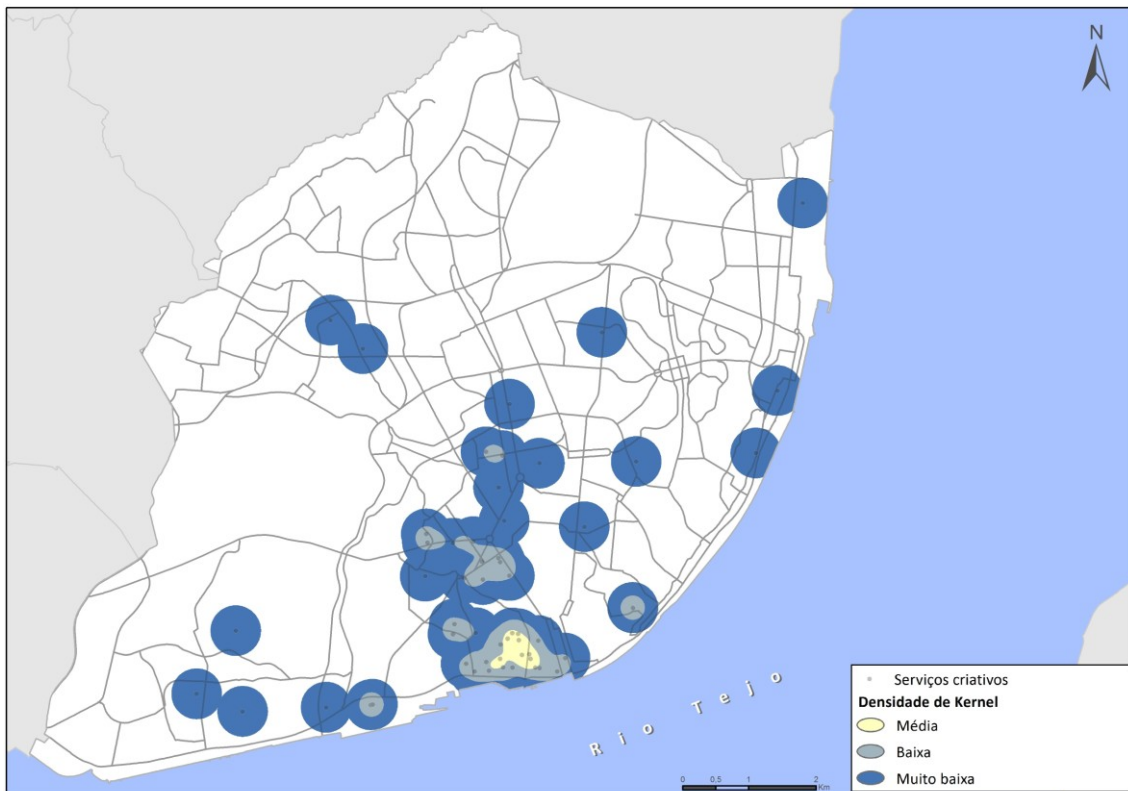 N
Rio Tejo
0 0,5 1 2
Km
Serviços criativos
Densidade de Kernel
Média
Baixa
Muito baixa